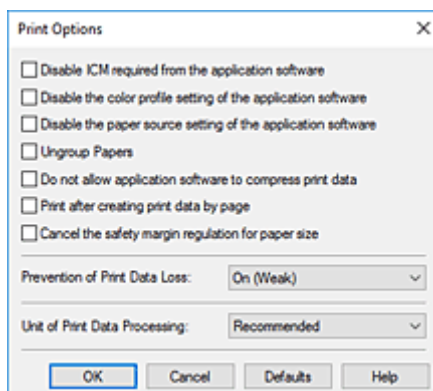 Print Options
Disable ICM required from the application software
Disable the color profile setting of the application software
Disable the paper source setting of the application software
Ungroup Papers
Do not allow application software to compress print data
Print after creating print data by page
Cancel the safety margin regulation for paper size
Prevention of Print Data Loss: On (Weak)
Unit of Print Data Processing: Recommended
OK Cancel Defaults Help